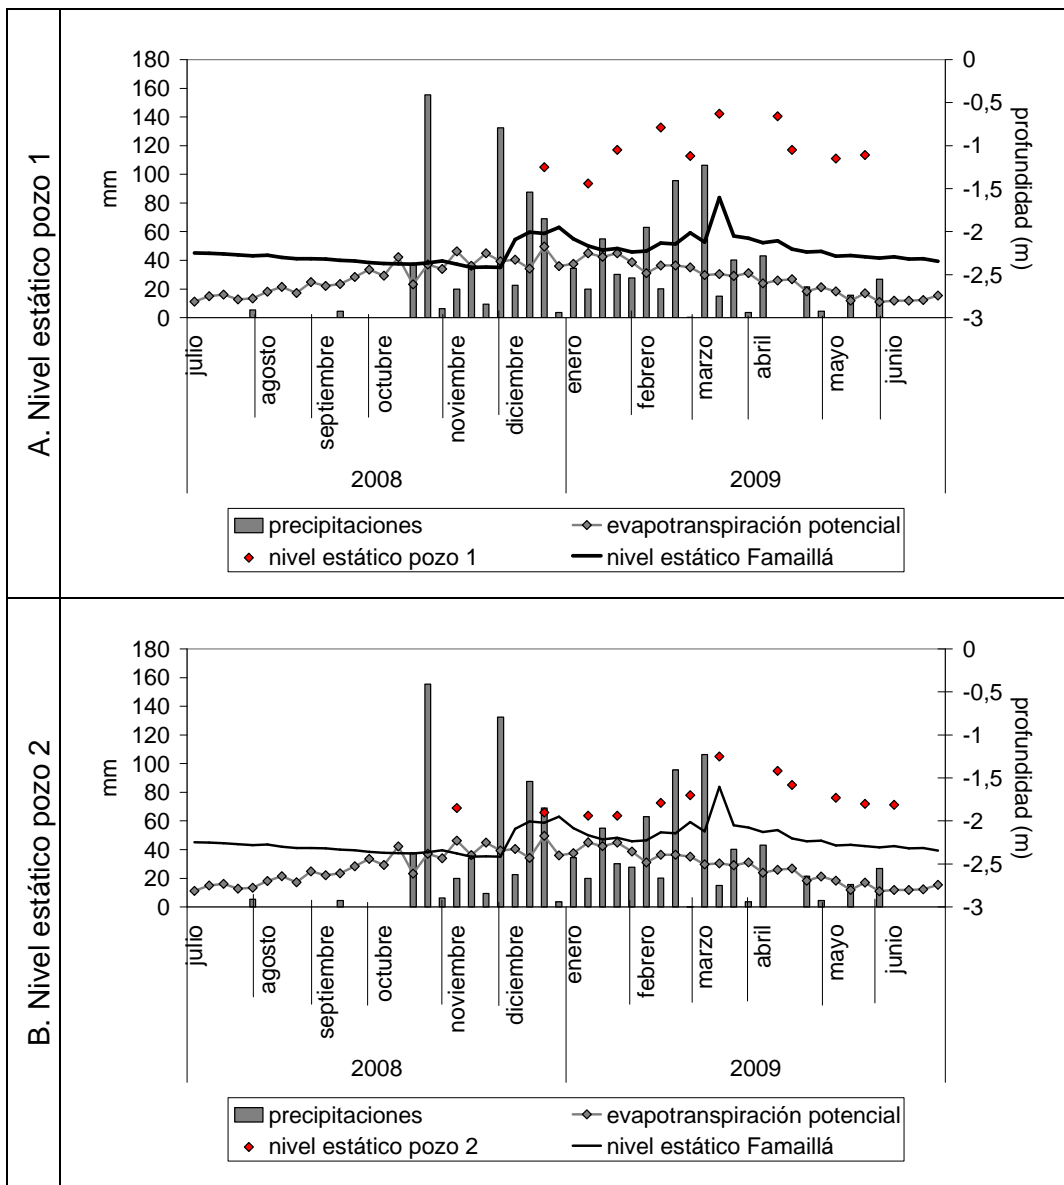 A. Nivel estático pozo 1
mm
180
160
140
120
100
80
60
40
20
0
0
-0,5
-1
-1,5
-2
-2,5
-3
profundidad (m)
julio
agosto
septiembre
octubre
noviembre
diciembre
enero
febrero
marzo
abril
mayo
junio
2008
2009
precipitaciones
evapotranspiración potencial
nivel estático pozo 1
nivel estático Famaillá
B. Nivel estático pozo 2
mm
180
160
140
120
100
80
60
40
20
0
0
-0,5
-1
-1,5
-2
-2,5
-3
profundidad (m)
julio
agosto
septiembre
octubre
noviembre
diciembre
enero
febrero
marzo
abril
mayo
junio
2008
2009
precipitaciones
evapotranspiración potencial
nivel estático pozo 2
nivel estático Famaillá